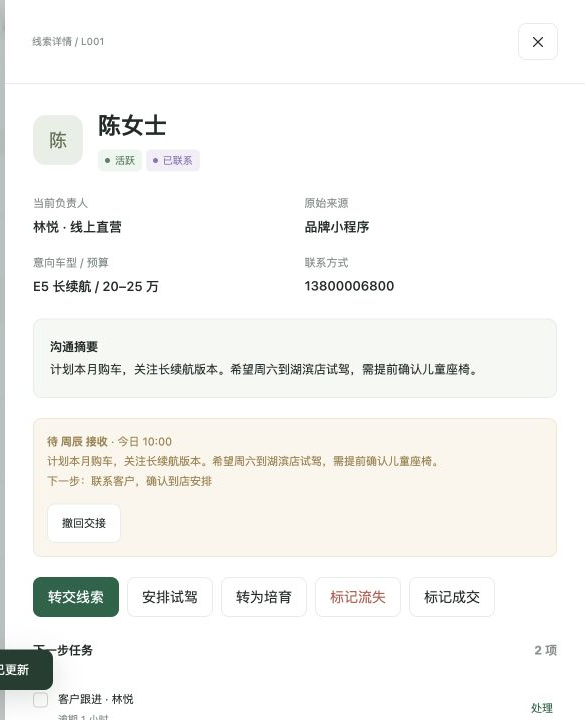 线索详情 / L001
陈
陈女士
活跃
已联系
当前负责人
原始来源
林悦 · 线上直营
品牌小程序
意向车型 / 预算
联系方式
E5 长续航 / 20–25 万
13800006800
沟通摘要
计划本月购车，关注长续航版本。希望周六到湖滨店试驾，需提前确认儿童座椅。
待 周辰 接收 · 今日 10:00
计划本月购车，关注长续航版本。希望周六到湖滨店试驾，需提前确认儿童座椅。
下一步：联系客户，确认到店安排
撤回交接
转交线索
安排试驾
转为培育
标记流失
标记成交
下一步任务
2 项
已更新
客户跟进 · 林悦
处理
逾期 1 小时